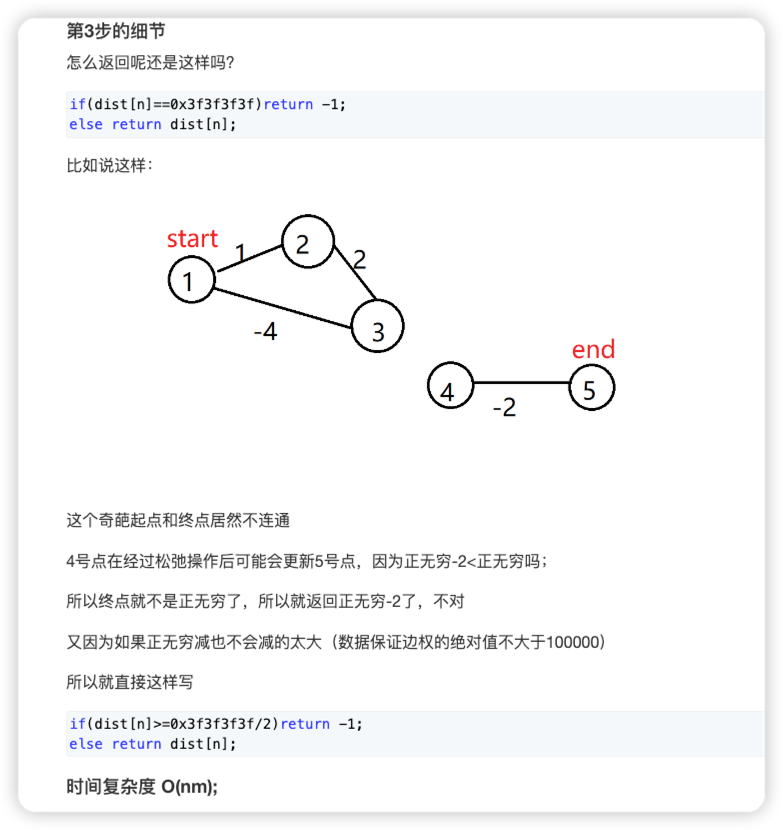 第3步的细节
怎么返回呢还是这样吗?
if(dist[n]==0x3f3f3f3f)return -1;
else return dist[n];
比如说这样：
start
1
2
2
1
-4
3
end
4
5
-2
这个奇葩起点和终点居然不连通
4号点在经过松弛操作后可能会更新5号点，因为正无穷-2<正无穷吗；
所以终点就不是正无穷了，所以就返回正无穷-2了，不对
又因为如果正无穷减也不会减的太大（数据保证边权的绝对值不大于100000）
所以就直接这样写
if(dist[n]>=0x3f3f3f3f/2)return -1;
else return dist[n];
时间复杂度 O(nm);